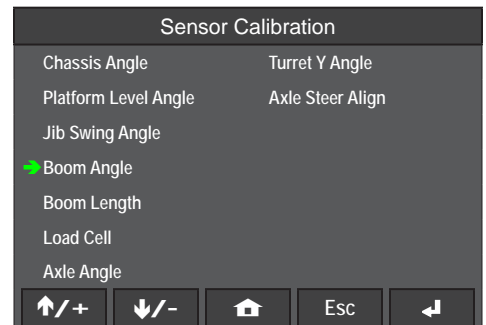 Sensor Calibration
Chassis Angle
Platform Level Angle
Jib Swing Angle
Boom Angle
Boom Length
Load Cell
Axle Angle
Turret Y Angle
Axle Steer Align
↑/+ ↓/- Esc